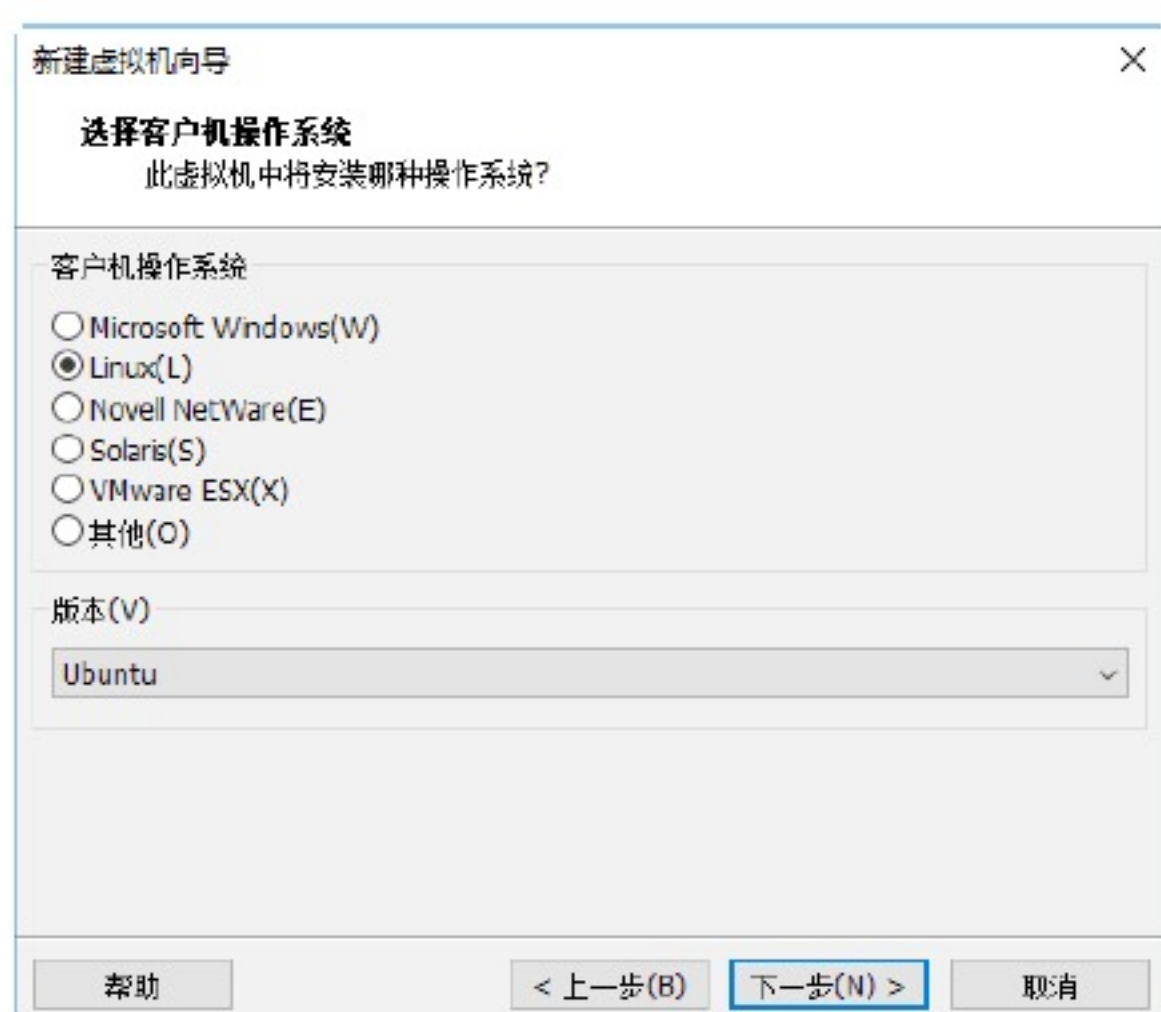 新建虚拟机向导
选择客户机操作系统
此虚拟机中将安装哪种操作系统?
客户机操作系统
Microsoft Windows(W)
Linux(L)
Novell NetWare(E)
Solaris(S)
VMware ESX(X)
其他(O)
版本(V)
Ubuntu
帮助
< 上一步(B)
下一步(N) >
取消